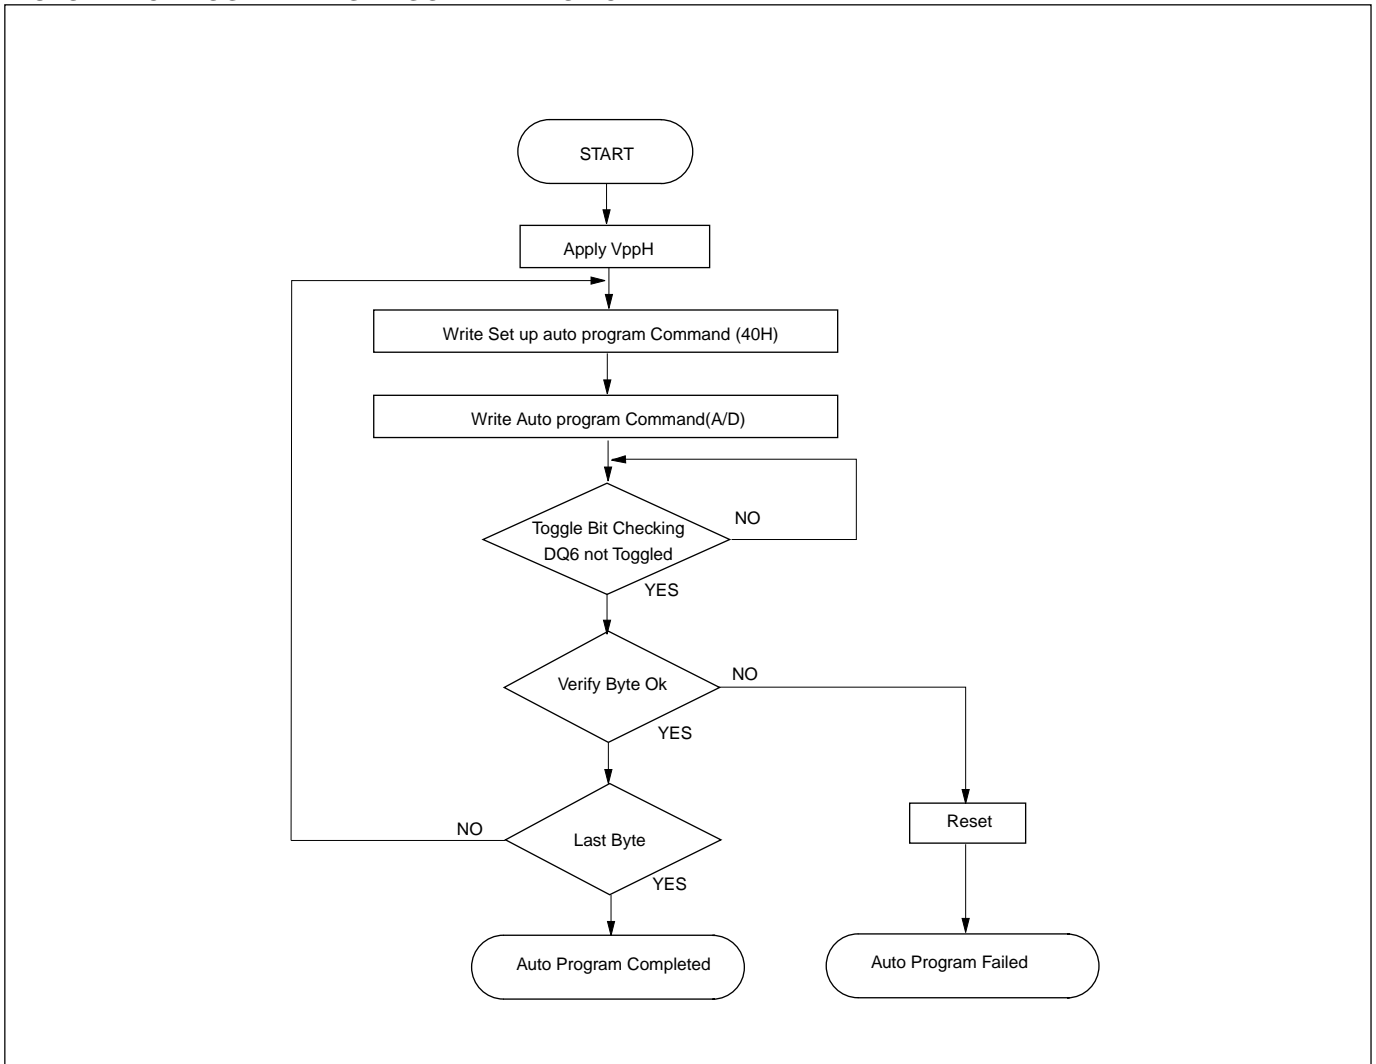 START
Apply VppH
Write Set up auto program Command (40H)
Write Auto program Command(A/D)
Toggle Bit Checking
DQ6 not Toggled
NO
YES
Verify Byte Ok
NO
YES
Last Byte
NO
YES
Reset
Auto Program Completed
Auto Program Failed